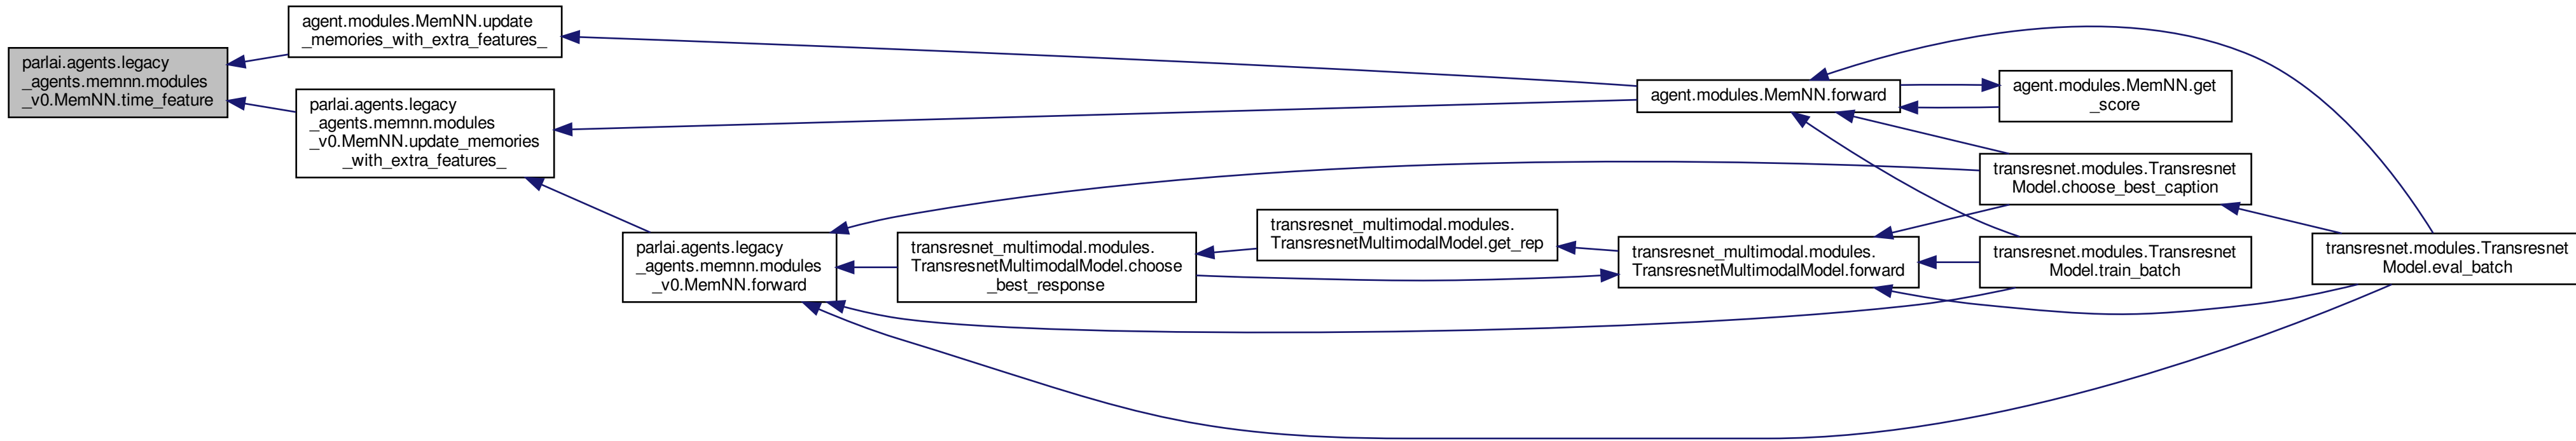 parlai.agents.legacy
_agents.memnn.modules
_v0.MemNN.time_feature
agent.modules.MemNN.update
_memories_with_extra_features_
parlai.agents.legacy
_agents.memnn.modules
_v0.MemNN.update_memories
_with_extra_features_
parlai.agents.legacy
_agents.memnn.modules
_v0.MemNN.forward
transresnet_multimodal.modules.
TransresnetMultimodalModel.choose
_best_response
transresnet_multimodal.modules.
TransresnetMultimodalModel.get_rep
agent.modules.MemNN.forward
transresnet_multimodal.modules.
TransresnetMultimodalModel.forward
agent.modules.MemNN.get
_score
transresnet.modules.Transresnet
Model.choose_best_caption
transresnet.modules.Transresnet
Model.train_batch
transresnet.modules.Transresnet
Model.eval_batch